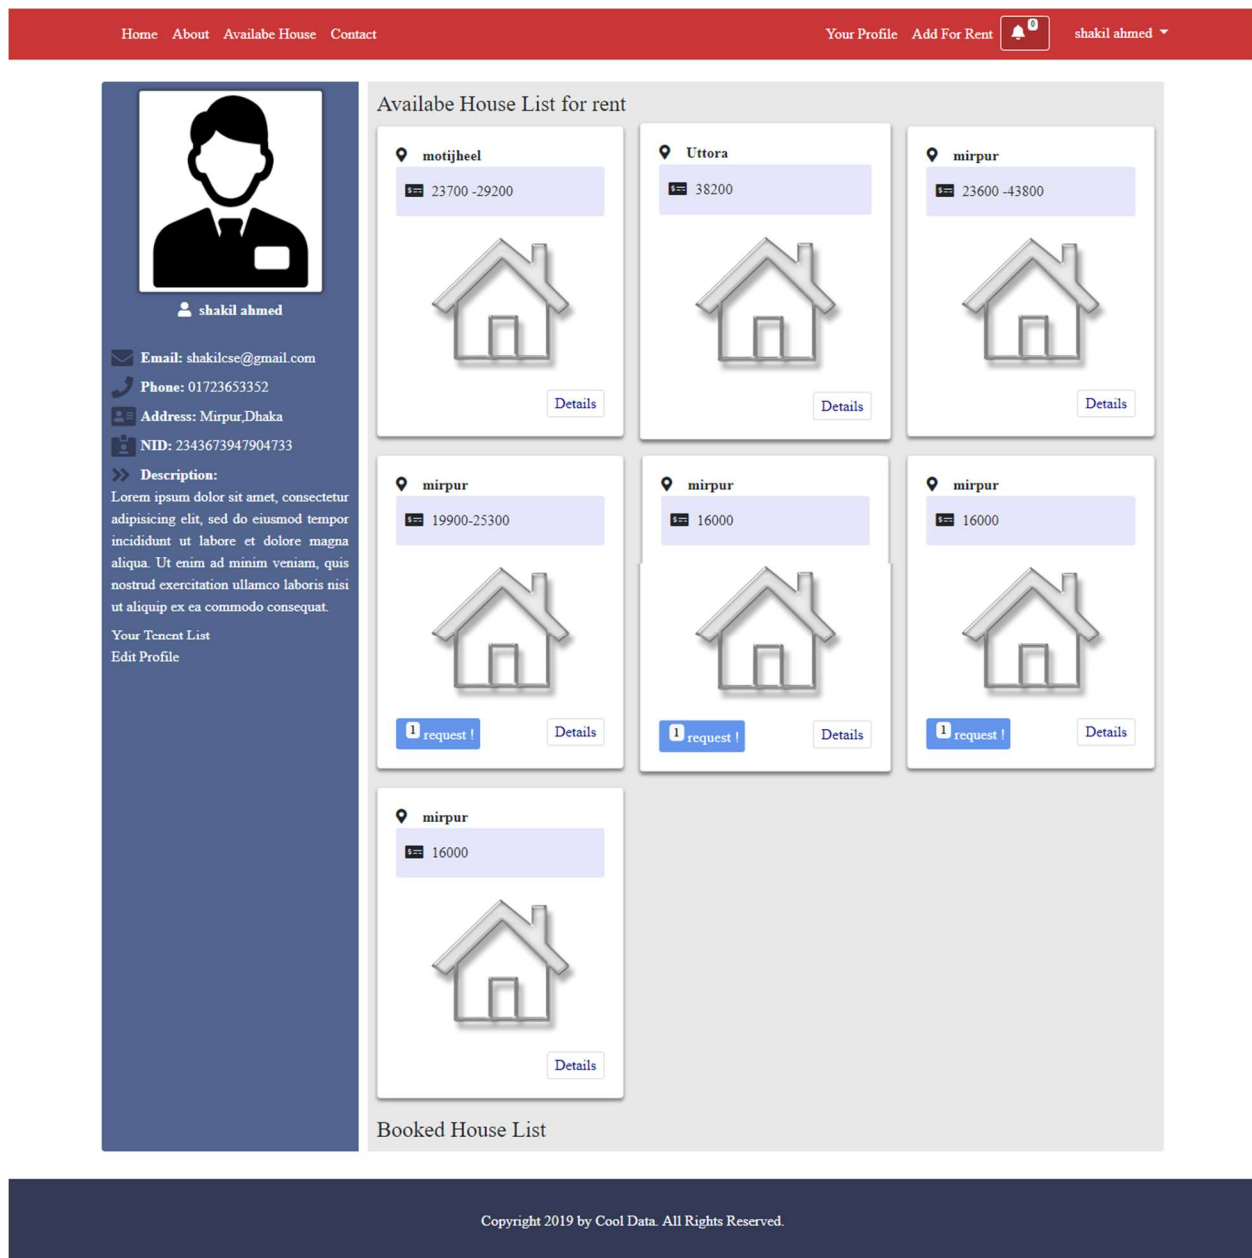 Home About Availabe House Contact
Your Profile Add For Rent 0 shakil ahmed
shakil ahmed
Email: shakilcse@gmail.com
Phone: 01723653352
Address: Mirpur,Dhaka
NID: 2343673947904733
Description:
Lorem ipsum dolor sit amet, consectetur
adipisicing elit, sed do eiusmod tempor
incididunt ut labore et dolore magna
aliqua. Ut enim ad minim veniam, quis
nostrud exercitation ullamco laboris nisi
ut aliquip ex ea commodo consequat.
Your Tenent List
Edit Profile
Availabe House List for rent
motijheel
23700 -29200
Details
Uttora
38200
Details
mirpur
23600 -43800
Details
mirpur
19900-25300
1 request !
Details
mirpur
16000
1 request !
Details
mirpur
16000
1 request !
Details
mirpur
16000
Details
Booked House List
Copyright 2019 by Cool Data. All Rights Reserved.